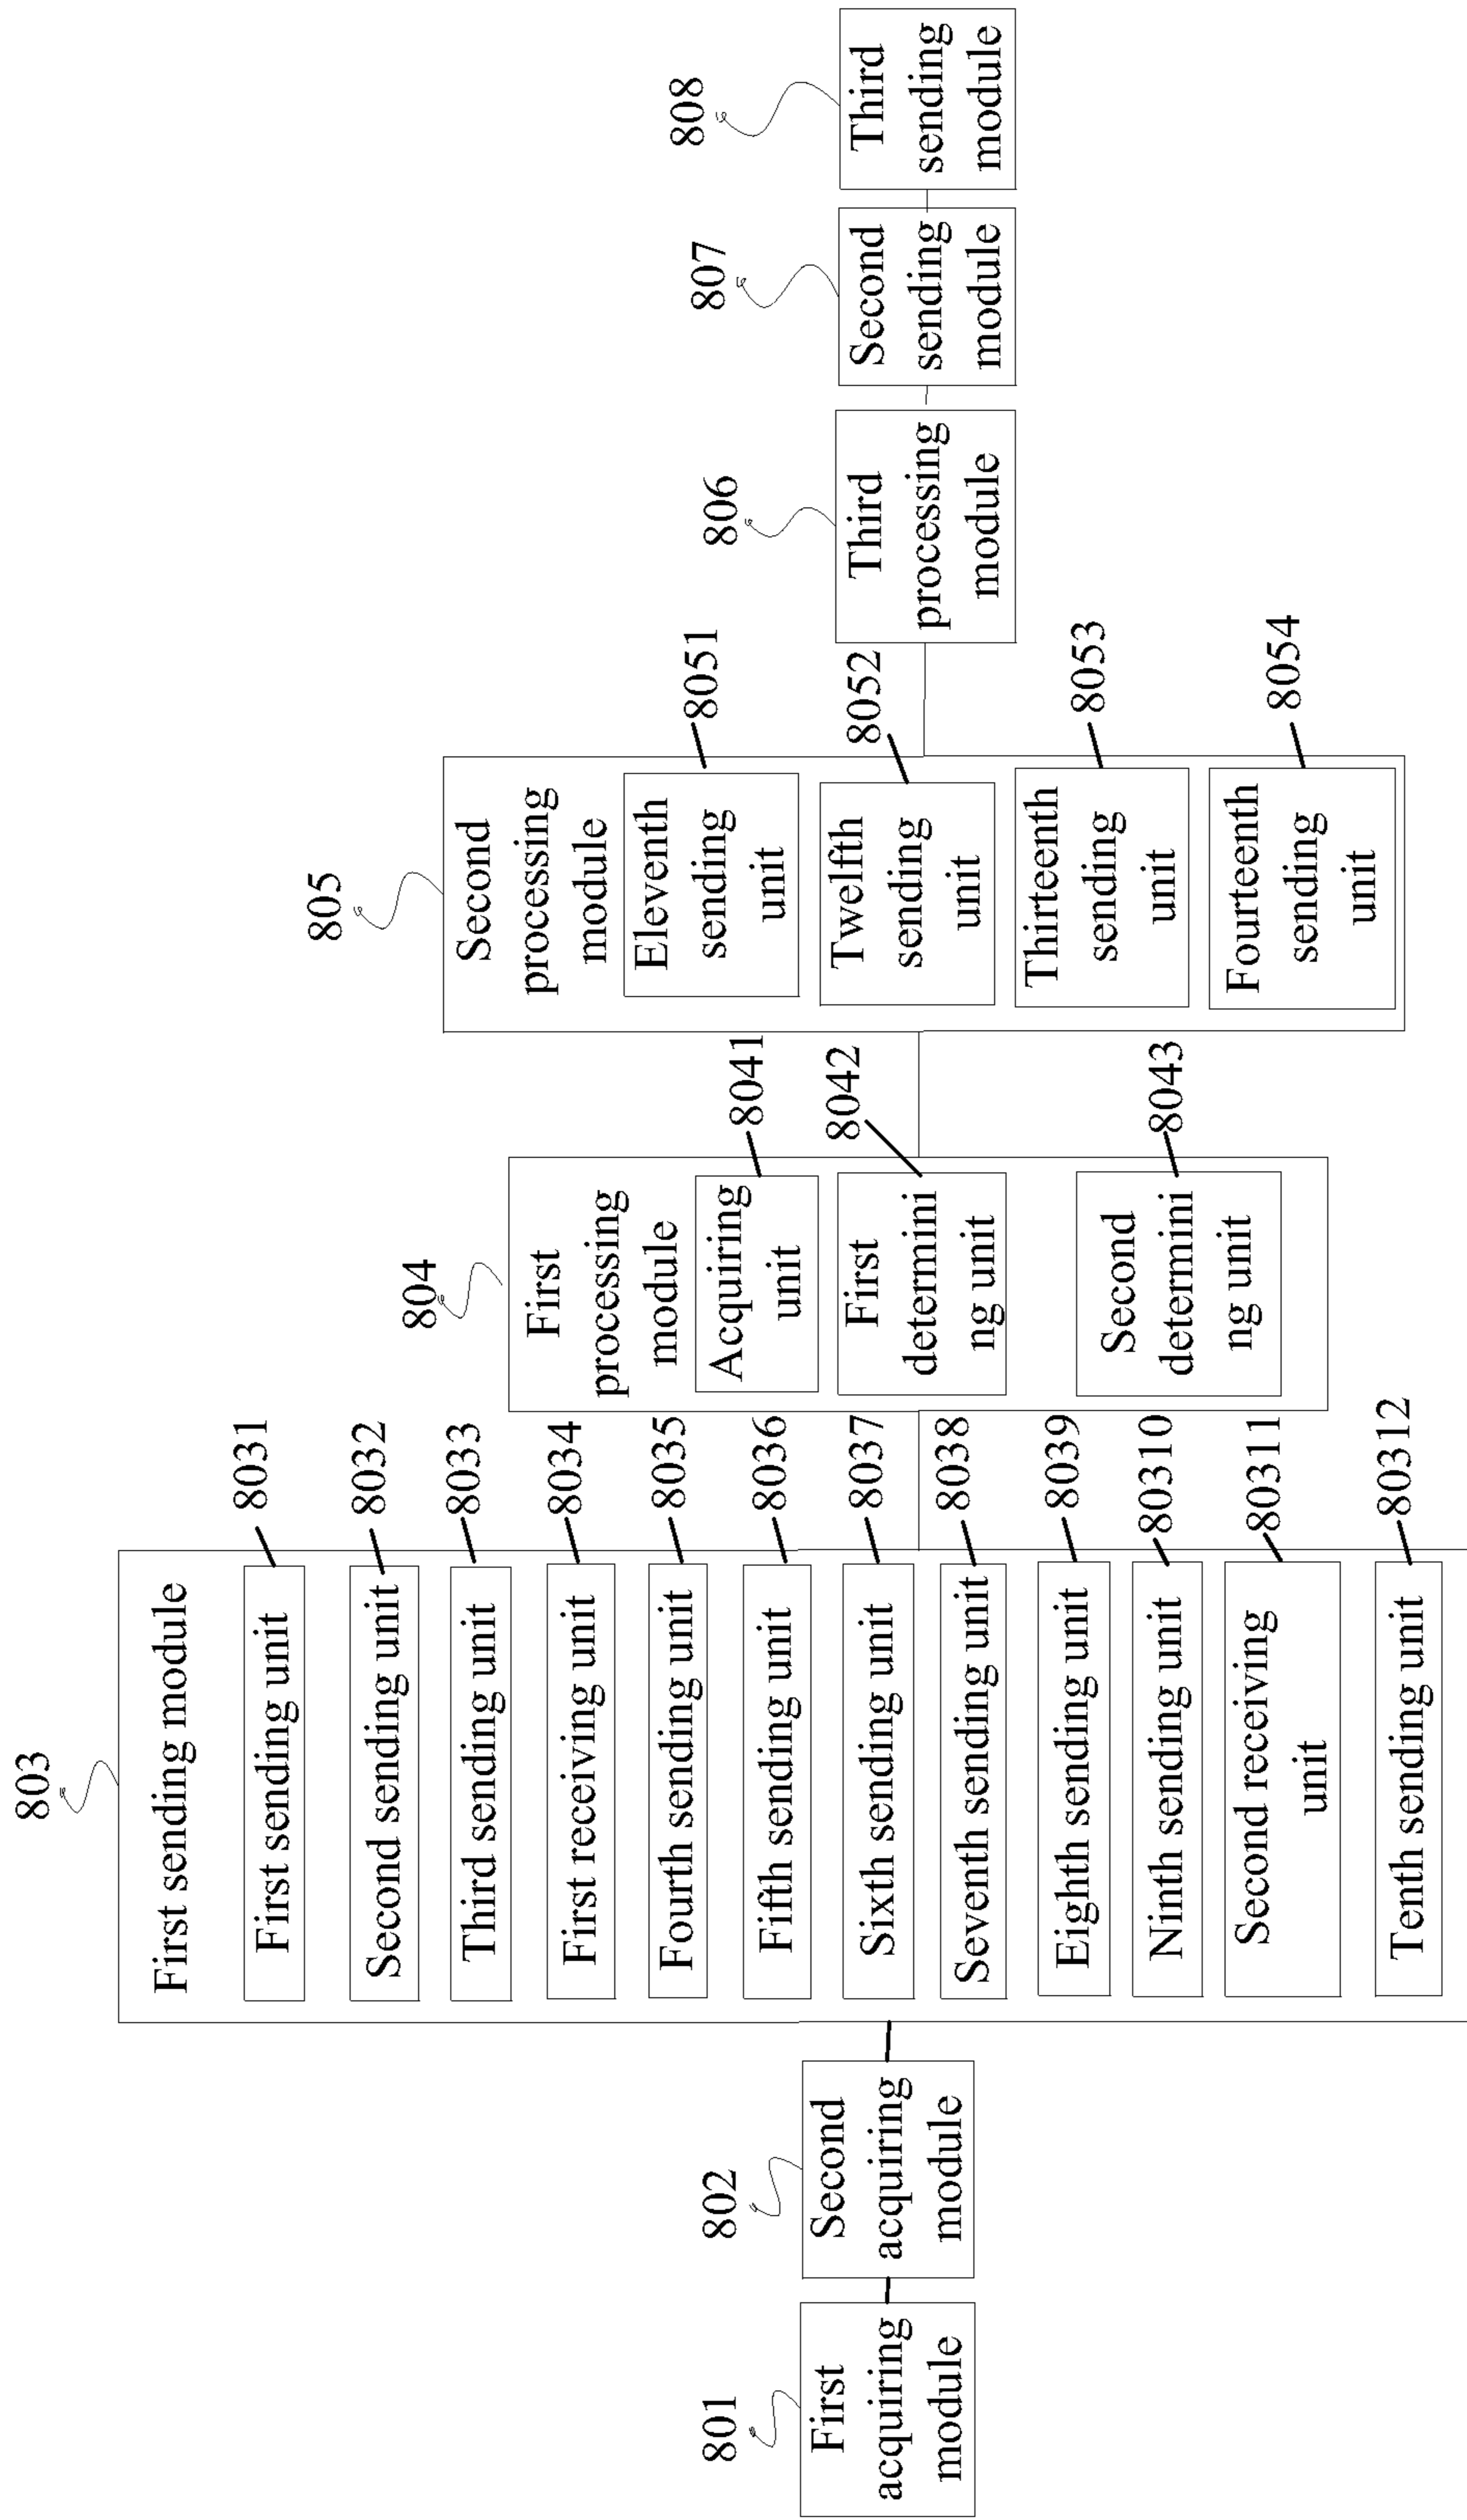 801
First
acquiring
module
802
Second
acquiring
module
803
First sending module
First sending unit
8031
Second sending unit
8032
Third sending unit
8033
First receiving unit
8034
Fourth sending unit
8035
Fifth sending unit
8036
Sixth sending unit
8037
Seventh sending unit
8038
Eighth sending unit
8039
Ninth sending unit
80310
Second receiving
unit
80311
Tenth sending unit
80312
804
First
processing
module
Acquiring
unit
8041
First
determini
ng unit
8042
Second
determini
ng unit
8043
805
Second
processing
module
Eleventh
sending
unit
8051
Twelfth
sending
unit
8052
Thirteenth
sending
unit
8053
Fourteenth
sending
unit
8054
806
Third
processing
module
807
Second
sending
module
808
Third
sending
module